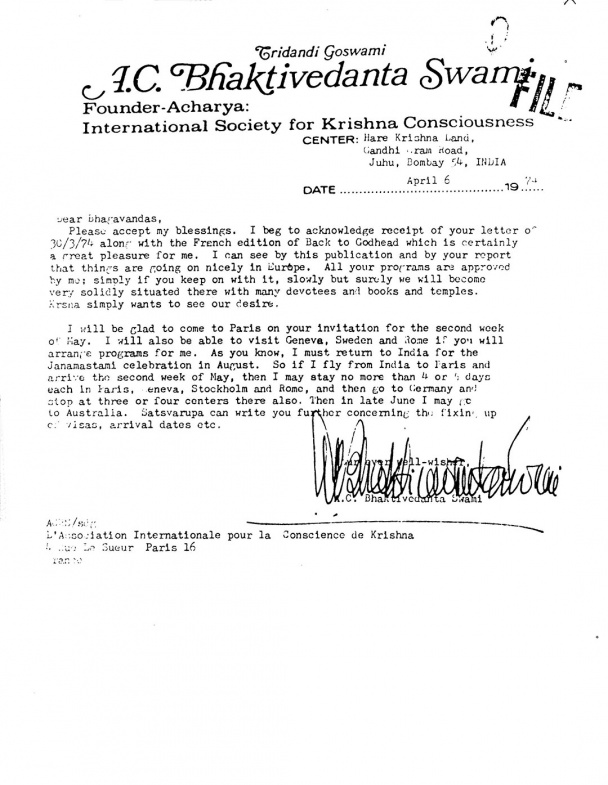 Tridandi Goswami
A.C. Bhaktivedanta Swami
FILE
Founder-Acharya:
International Society for Krishna Consciousness
CENTER: Hare Krishna Land,
Gandhi Gram Road,
Juhu, Bombay 54, INDIA
April 6
DATE ..........................................19 74
Dear Bhagavandas,
Please accept my blessings. I beg to acknowledge receipt of your letter of
30/3/74 along with the French edition of Back to Godhead which is certainly
a great pleasure for me. I can see by this publication and by your report
that things are going on nicely in Europe. All your programs are approved
by me; simply if you keep on with it, slowly but surely we will become
very solidly situated there with many devotees and books and temples.
Krsna simply wants to see our desire.
I will be glad to come to Paris on your invitation for the second week
of May. I will also be able to visit Geneva, Sweden and Rome if you will
arrange programs for me. As you know, I must return to India for the
Janamastami celebration in August. So if I fly from India to Paris and
arrive the second week of May, then I may stay no more than 4 or 5 days
each in Paris, Geneva, Stockholm and Rome, and then go to Germany and
stop at three or four centers there also. Then in late June I may go
to Australia. Satsvarupa can write you further concerning the fixing up
of visas, arrival dates etc.
ever well-wisher,
A.C. Bhaktivedanta Swami
ACBS/sdg
L'Association Internationale pour la Conscience de Krishna
4 Rue Le Sueur Paris 16
France